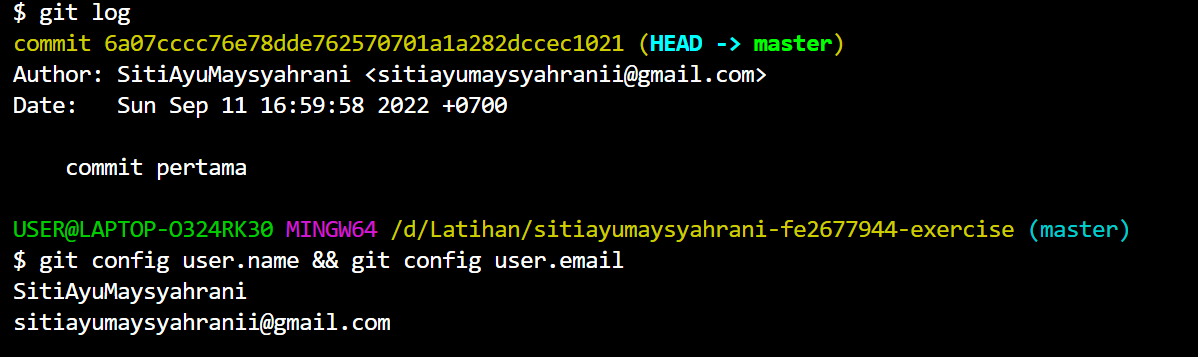 $ git log
commit 6a07cccc76e78dde762570701a1a282dccec1021 (HEAD -> master)
Author: SitiAyuMaysyahrani <sitiayumaysyahranii@gmail.com>
Date:   Sun Sep 11 16:59:58 2022 +0700
    commit pertama
USER@LAPTOP-O324RK30 MINGW64 /d/Latihan/sitiayumaysyahrani-fe2677944-exercise (master)
$ git config user.name && git config user.email
SitiAyuMaysyahrani
sitiayumaysyahranii@gmail.com